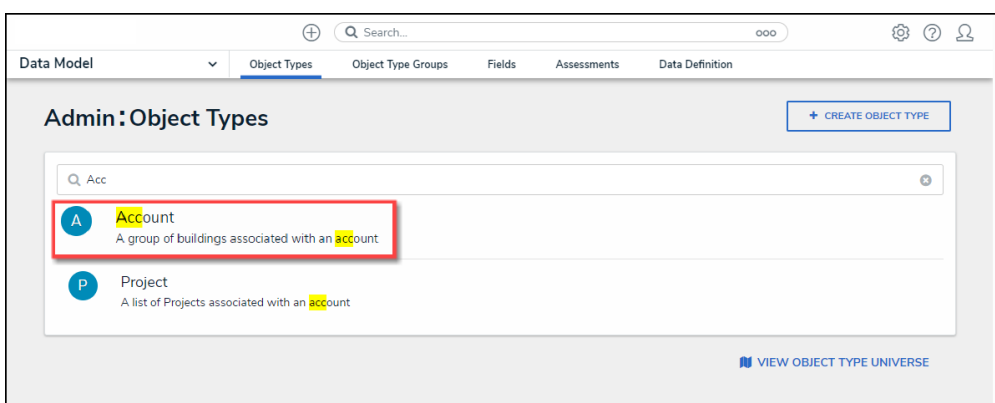 Search...
ooo
Data Model
Object Types
Object Type Groups
Fields
Assessments
Data Definition
Admin:Object Types
+ CREATE OBJECT TYPE
Acc
A
Account
A group of buildings associated with an account
P
Project
A list of Projects associated with an account
VIEW OBJECT TYPE UNIVERSE